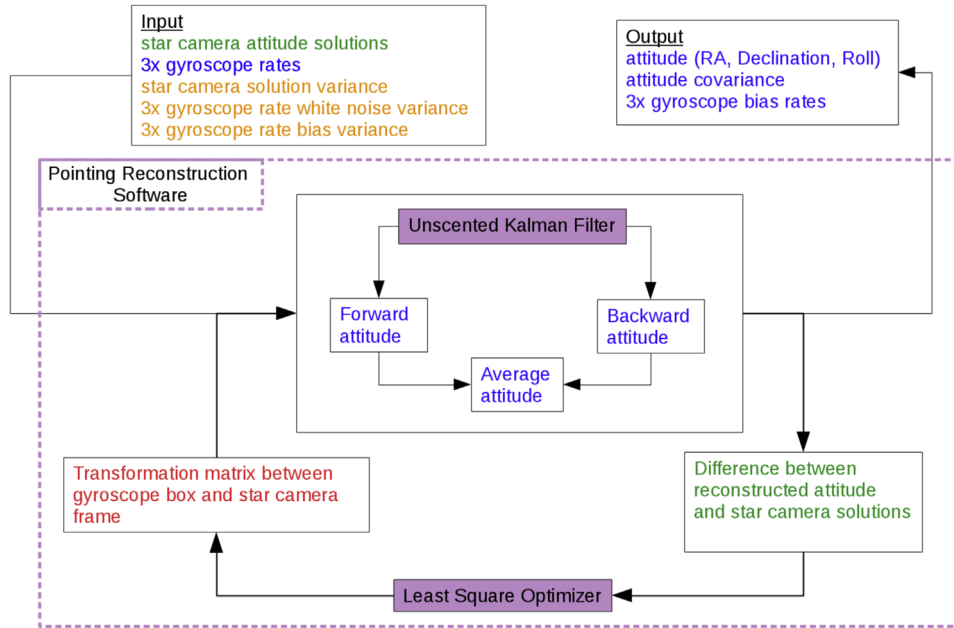 Input
star camera attitude solutions
3x gyroscope rates
star camera solution variance
3x gyroscope rate white noise variance
3x gyroscope rate bias variance
Output
attitude (RA, Declination, Roll)
attitude covariance
3x gyroscope bias rates
Pointing Reconstruction
Software
Unscented Kalman Filter
Forward
attitude
Backward
attitude
Average
attitude
Transformation matrix between
gyroscope box and star camera
frame
Difference between
reconstructed attitude
and star camera solutions
Least Square Optimizer